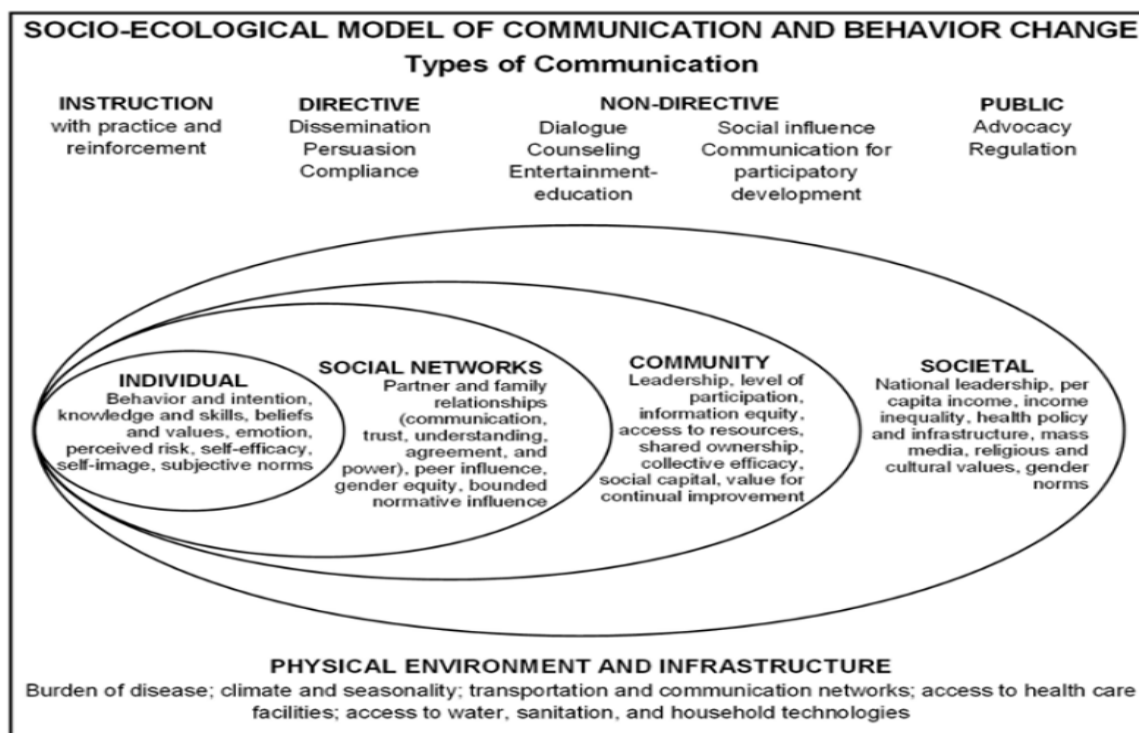 SOCIO-ECOLOGICAL MODEL OF COMMUNICATION AND BEHAVIOR CHANGE
Types of Communication
INSTRUCTION
with practice and
reinforcement
DIRECTIVE
Dissemination
Persuasion
Compliance
NON-DIRECTIVE
Dialogue
Counseling
Entertainment-
education
Social influence
Communication for
participatory
development
PUBLIC
Advocacy
Regulation
INDIVIDUAL
Behavior and intention,
knowledge and skills, beliefs
and values, emotion,
perceived risk, self-efficacy,
self-image, subjective norms
SOCIAL NETWORKS
Partner and family
relationships
(communication,
trust, understanding,
agreement, and
power), peer influence,
gender equity, bounded
normative influence
COMMUNITY
Leadership, level of
participation,
information equity,
access to resources,
shared ownership,
collective efficacy,
social capital, value for
continual improvement
SOCIETAL
National leadership, per
capita income, income
inequality, health policy
and infrastructure, mass
media, religious and
cultural values, gender
norms
PHYSICAL ENVIRONMENT AND INFRASTRUCTURE
Burden of disease; climate and seasonality; transportation and communication networks; access to health care
facilities; access to water, sanitation, and household technologies